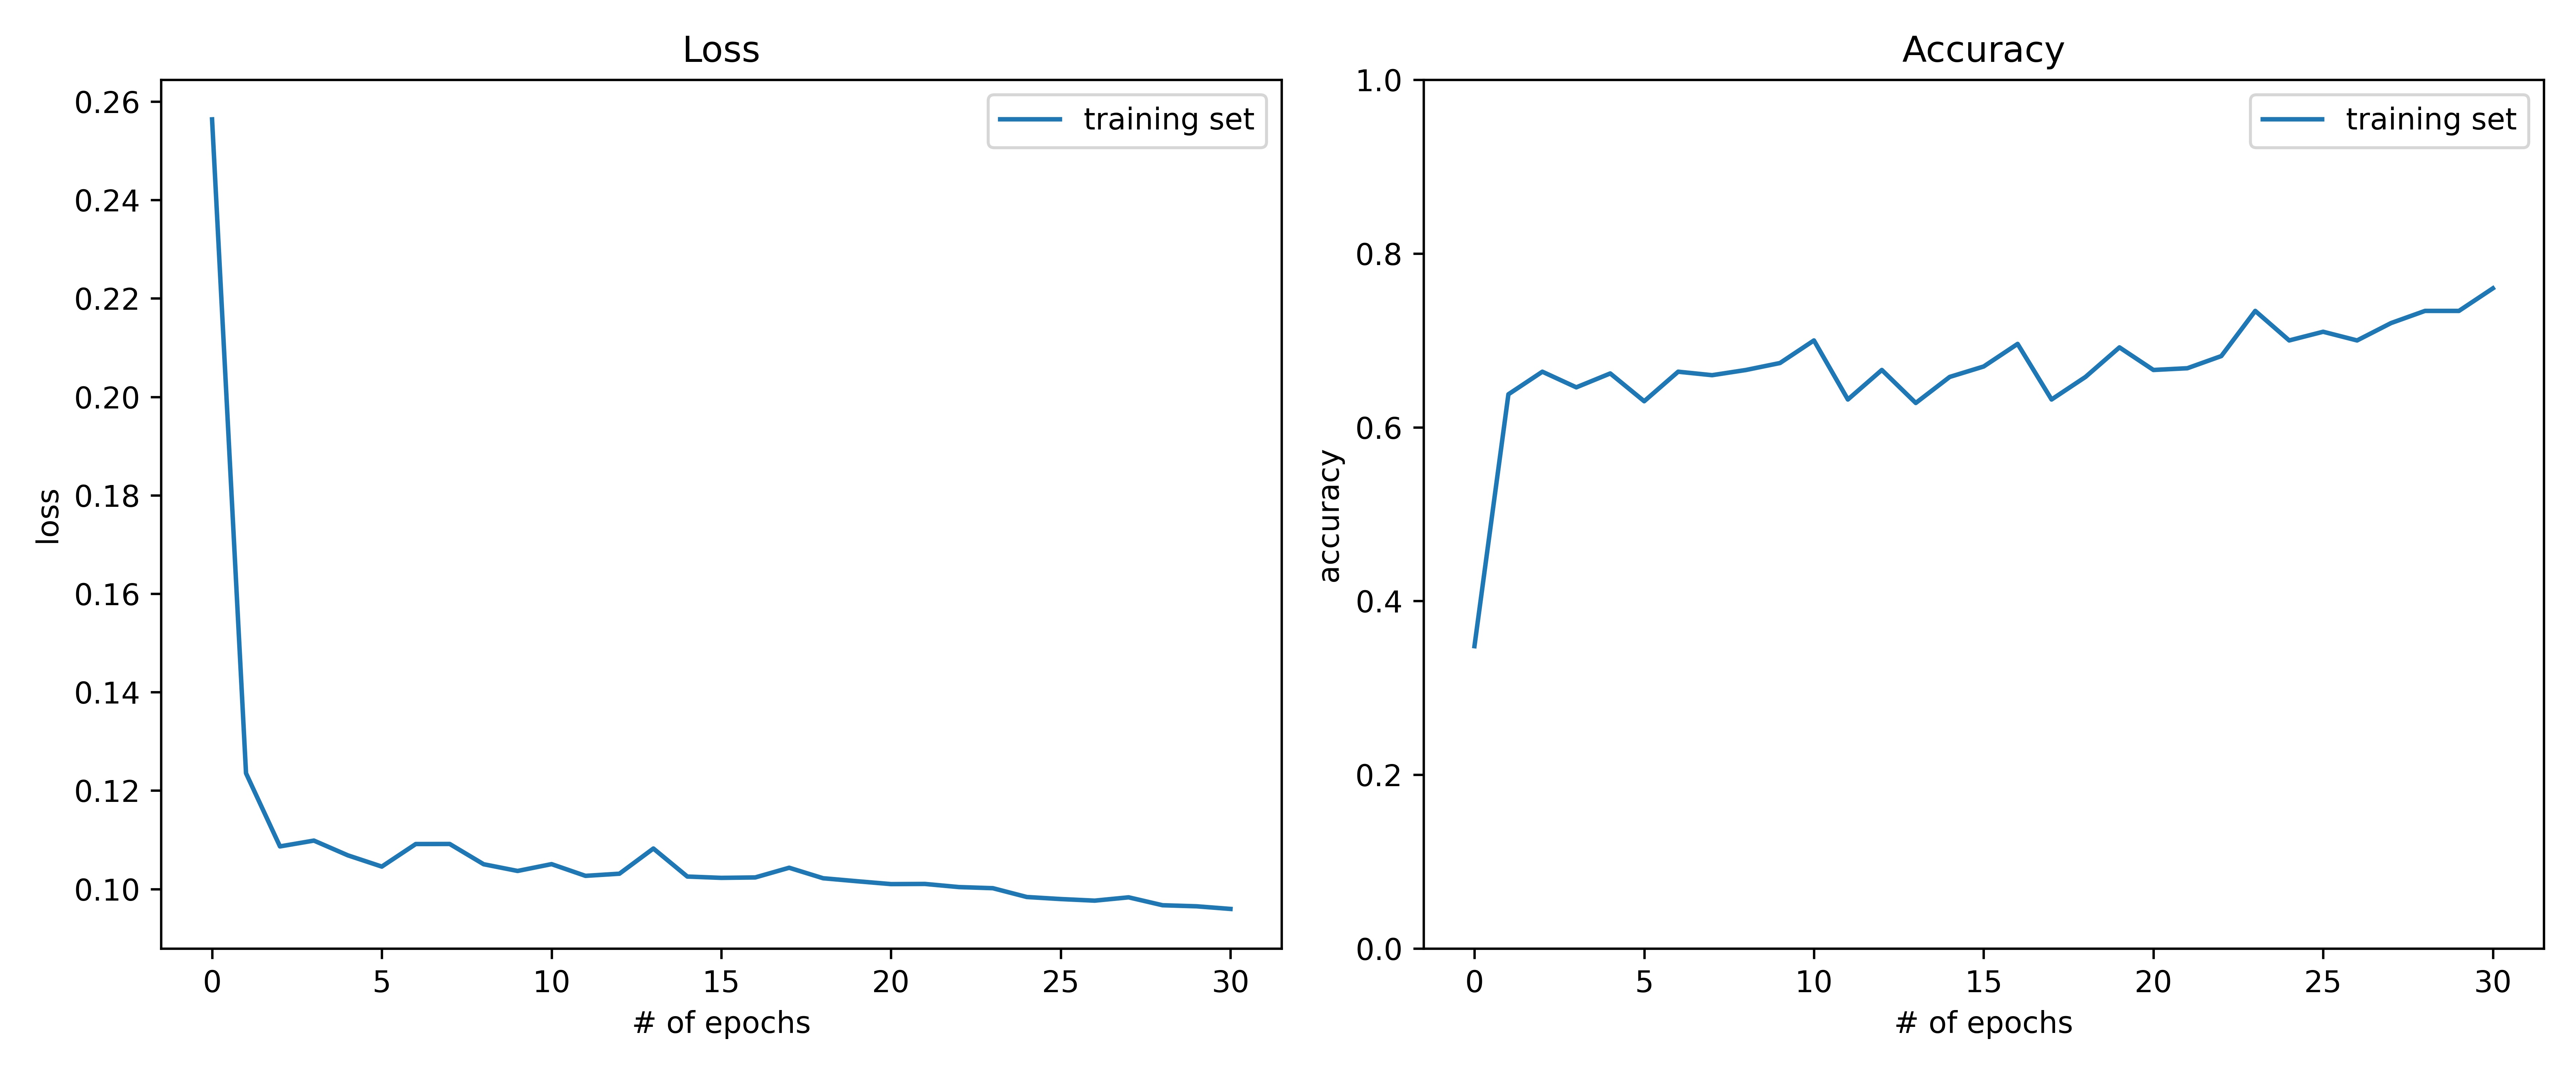 Loss
0.26
0.24
0.22
0.20
0.18
0.16
0.14
0.12
0.10
loss
training set
0 5 10 15 20 25 30
# of epochs
Accuracy
1.0
0.8
0.6
0.4
0.2
0.0
accuracy
training set
0 5 10 15 20 25 30
# of epochs